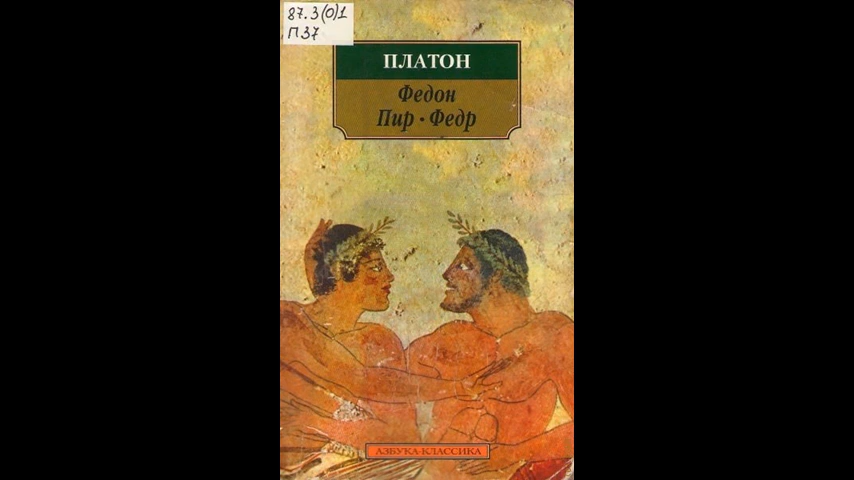 87.3(0)1
П37
ПЛАТОН
Федон
Пир · Федр
АЗБУКА-КЛАССИКА